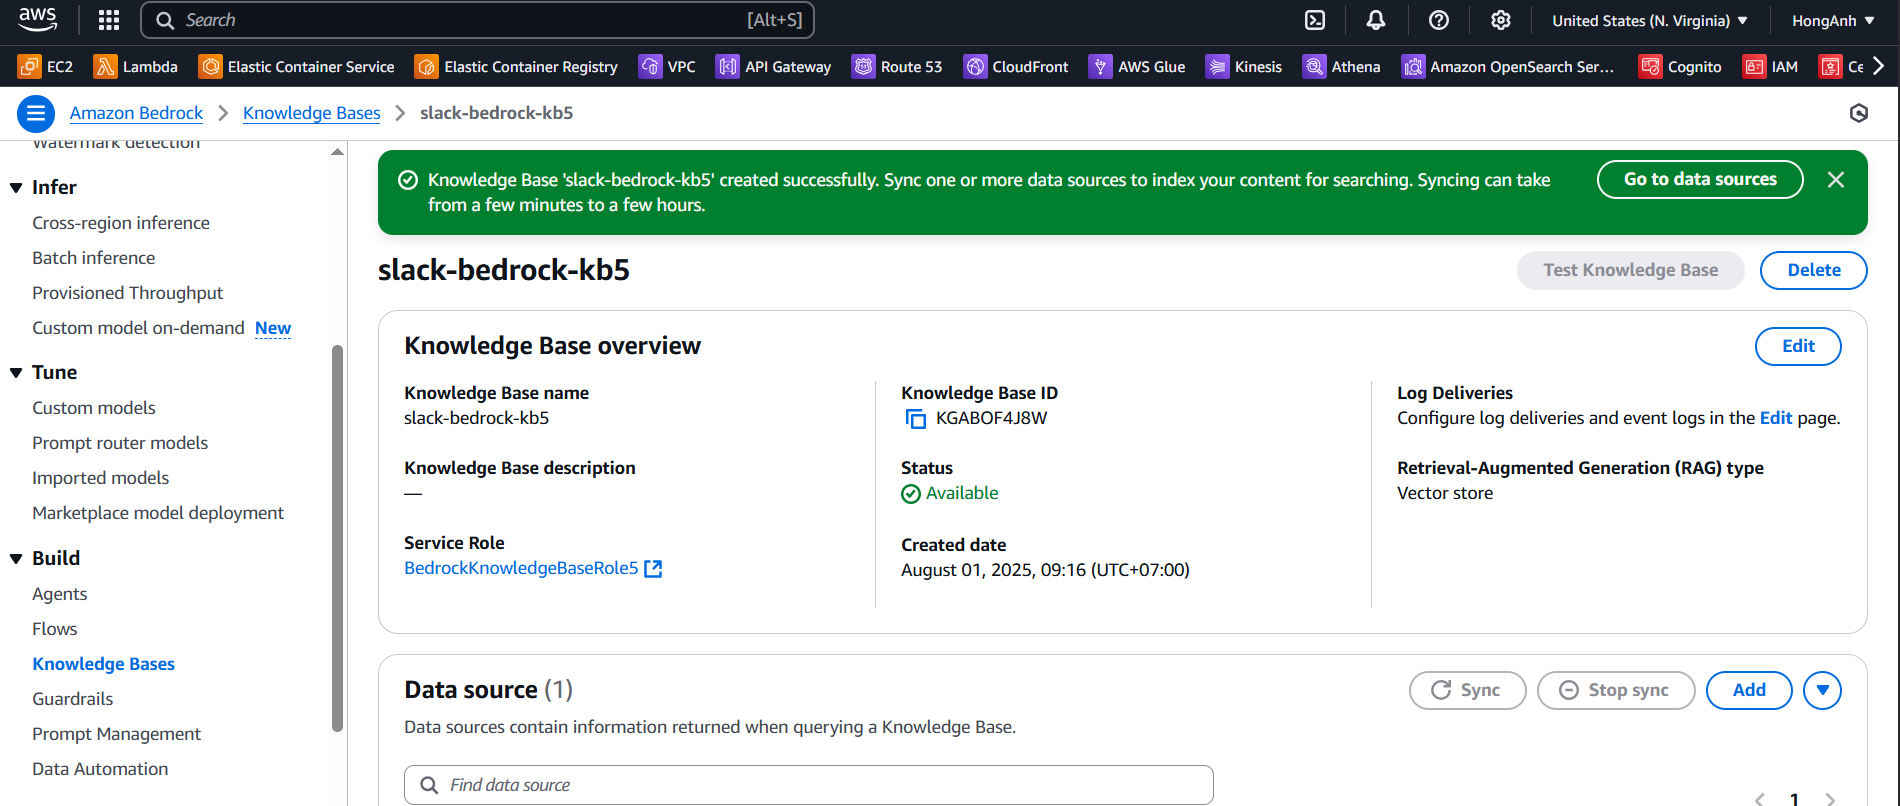 aws
Search [Alt+S]
United States (N. Virginia) ▼
HongAnh ▼
EC2
Lambda
Elastic Container Service
Elastic Container Registry
VPC
API Gateway
Route 53
CloudFront
AWS Glue
Kinesis
Athena
Amazon OpenSearch Ser...
Cognito
IAM
Ce
Amazon Bedrock > Knowledge Bases > slack-bedrock-kb5
Watermark detection
Infer
Cross-region inference
Batch inference
Provisioned Throughput
Custom model on-demand New
Tune
Custom models
Prompt router models
Imported models
Marketplace model deployment
Build
Agents
Flows
Knowledge Bases
Guardrails
Prompt Management
Data Automation
Knowledge Base 'slack-bedrock-kb5' created successfully. Sync one or more data sources to index your content for searching. Syncing can take
from a few minutes to a few hours.
Go to data sources
slack-bedrock-kb5
Test Knowledge Base
Delete
Knowledge Base overview
Edit
Knowledge Base name
slack-bedrock-kb5
Knowledge Base description
—
Service Role
BedrockKnowledgeBaseRole5
Knowledge Base ID
KGABOF4J8W
Status
Available
Created date
August 01, 2025, 09:16 (UTC+07:00)
Log Deliveries
Configure log deliveries and event logs in the Edit page.
Retrieval-Augmented Generation (RAG) type
Vector store
Data source (1)
Sync
Stop sync
Add
Data sources contain information returned when querying a Knowledge Base.
Find data source
< 1 >